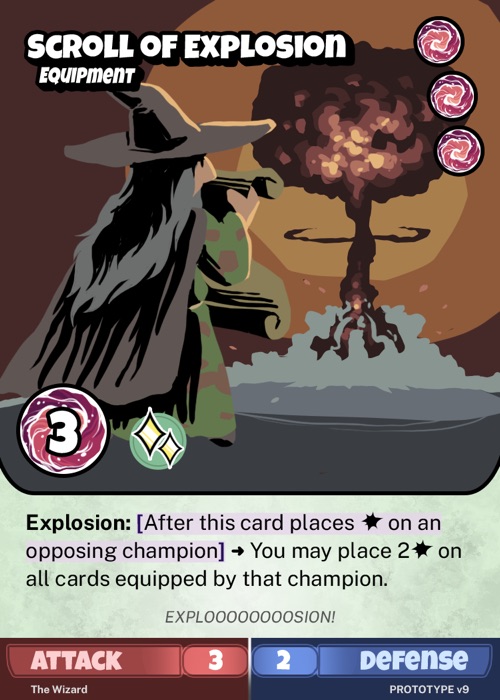 SCROLL OF EXPLOSION
EQUIPMENT
3
Explosion: [After this card places on an
opposing champion] ➜ You may place 2 on
all cards equipped by that champion.
EXPLOOOOOOOOSION!
ATTACK 3 2 DEFENSE
The Wizard PROTOTYPE v9